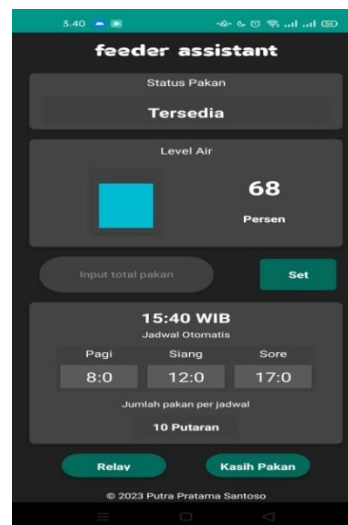 5.40
feeder assistant
Status Pakan
Tersedia
Level Air
68
Persen
Input total pakan
Set
15:40 WIB
Jadwal Otomatis
Pagi Siang Sore
8:0 12:0 17:0
Jumlah pakan per jadwal
10 Putaran
Relay Kasih Pakan
© 2023 Putra Pratama Santoso